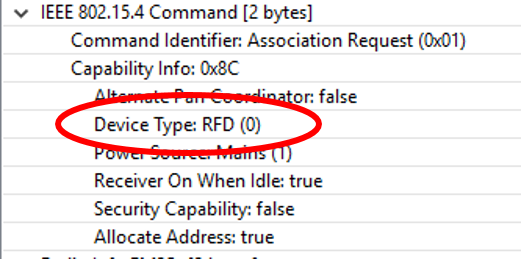 IEEE 802.15.4 Command [2 bytes]
Command Identifier: Association Request (0x01)
Capability Info: 0x8C
Alternate Pan Coordinator: false
Device Type: RFD (0)
Power Source: Mains (1)
Receiver On When Idle: true
Security Capability: false
Allocate Address: true